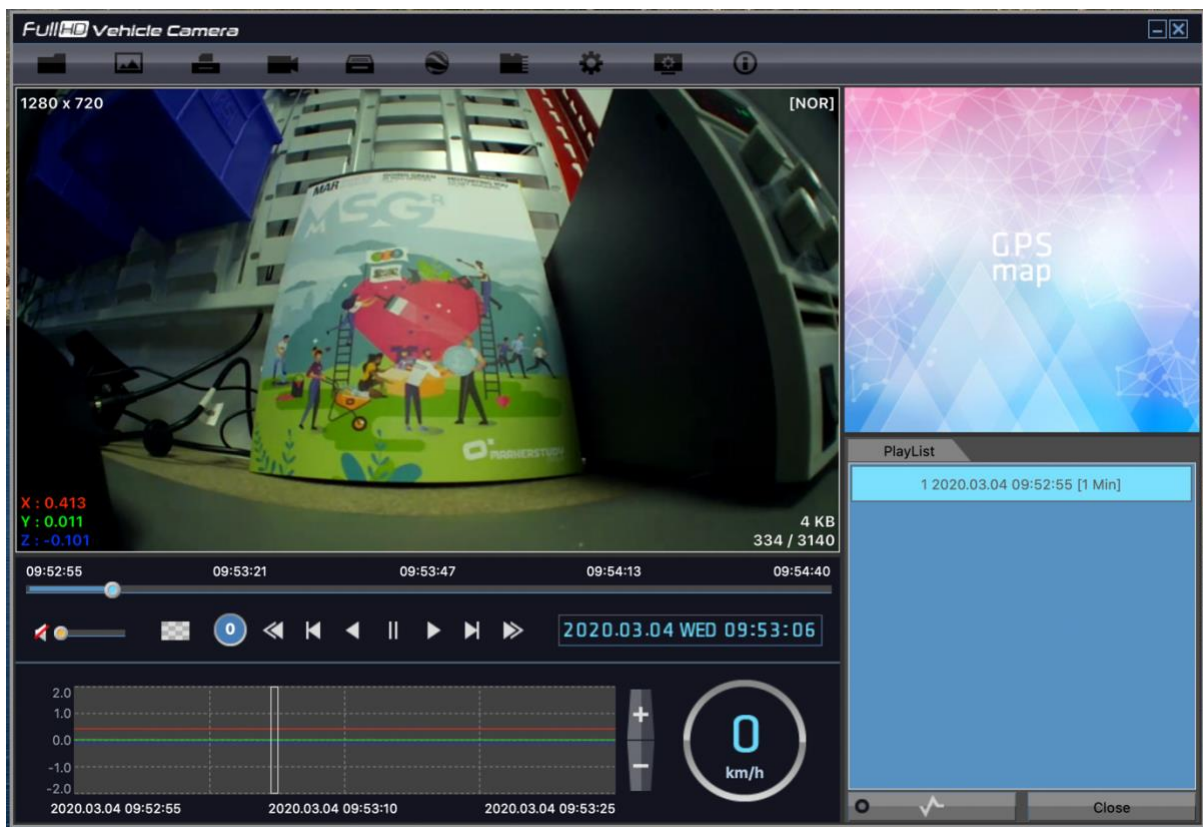 FullHD Vehicle Camera
1280 x 720
[NOR]
MAR
MSG R
M
MARKERSTUDY
X : 0.413
Y : 0.011
Z : -0.101
4 KB
334 / 3140
GPS
map
PlayList
1 2020.03.04 09:52:55 [1 Min]
09:52:55
09:53:21
09:53:47
09:54:13
09:54:40
0
2020.03.04 WED 09:53:06
2.0
1.0
0.0
-1.0
-2.0
2020.03.04 09:52:55
2020.03.04 09:53:10
2020.03.04 09:53:25
+
−
0
km/h
Close